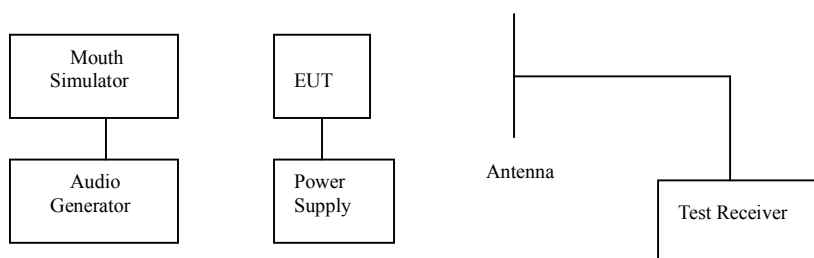 Mouth
Simulator
EUT
Audio
Generator
Power
Supply
Antenna
Test Receiver